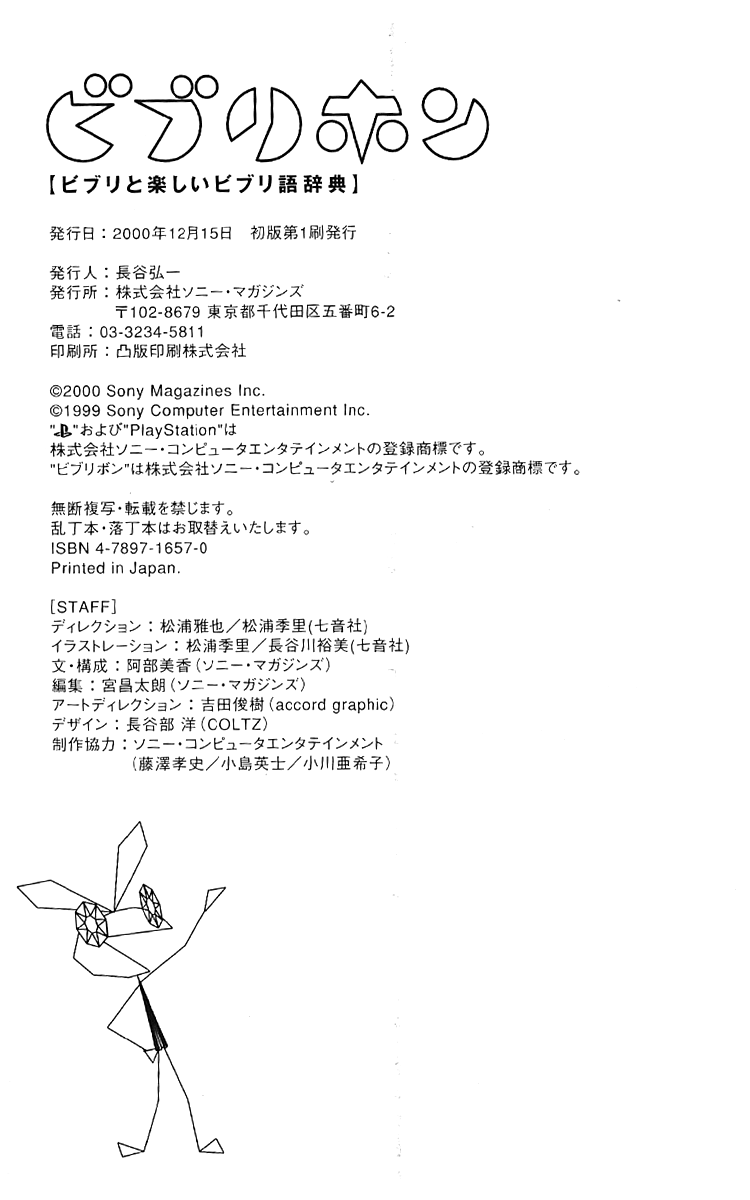 ビブリホン
【ビブリと楽しいビブリ語辞典】
発行日：2000年12月15日　初版第1刷発行
発行人：長谷弘一
発行所：株式会社ソニー・マガジンズ
〒102-8679 東京都千代田区五番町6-2
電話：03-3234-5811
印刷所：凸版印刷株式会社
©2000 Sony Magazines Inc.
©1999 Sony Computer Entertainment Inc.
"PS"および"PlayStation"は
株式会社ソニー・コンピュータエンタテインメントの登録商標です。
"ビブリボン"は株式会社ソニー・コンピュータエンタテインメントの登録商標です。
無断複写・転載を禁じます。
乱丁本・落丁本はお取替えいたします。
ISBN 4-7897-1657-0
Printed in Japan.
［STAFF］
ディレクション：松浦雅也／松浦季里(七音社)
イラストレーション：松浦季里／長谷川裕美(七音社)
文・構成：阿部美香（ソニー・マガジンズ）
編集：宮昌太朗（ソニー・マガジンズ）
アートディレクション：吉田俊樹（accord graphic）
デザイン：長谷部 洋（COLTZ）
制作協力：ソニー・コンピュータエンタテインメント
（藤澤孝史／小島英士／小川亜希子）